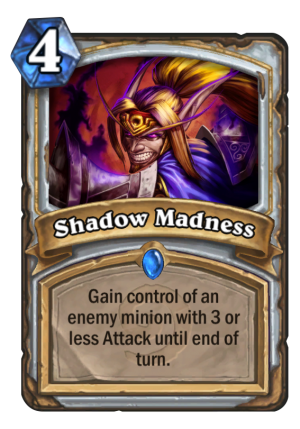 4
Shadow Madness
Gain control of an
enemy minion with 3 or
less Attack until end of
turn.